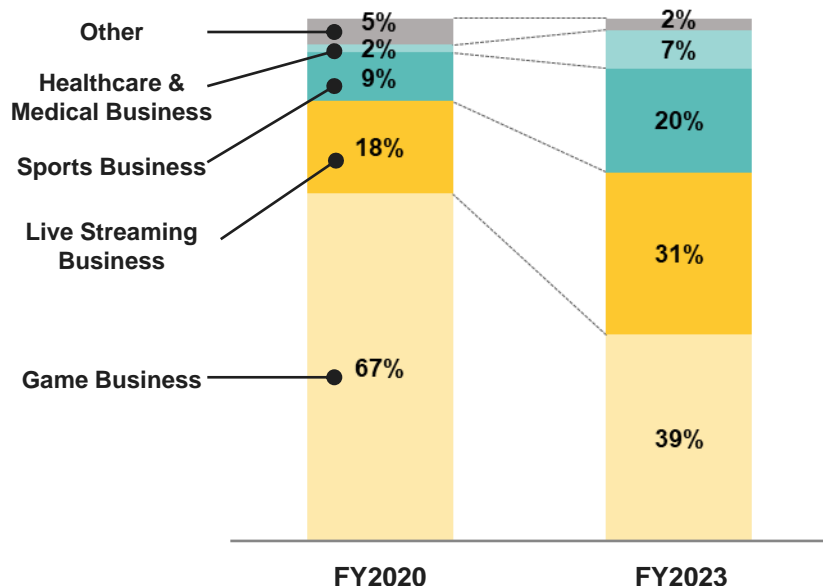 Other
5%
2%
Healthcare &
Medical Business
2%
7%
Sports Business
9%
20%
Live Streaming
Business
18%
31%
Game Business
67%
39%
FY2020
FY2023